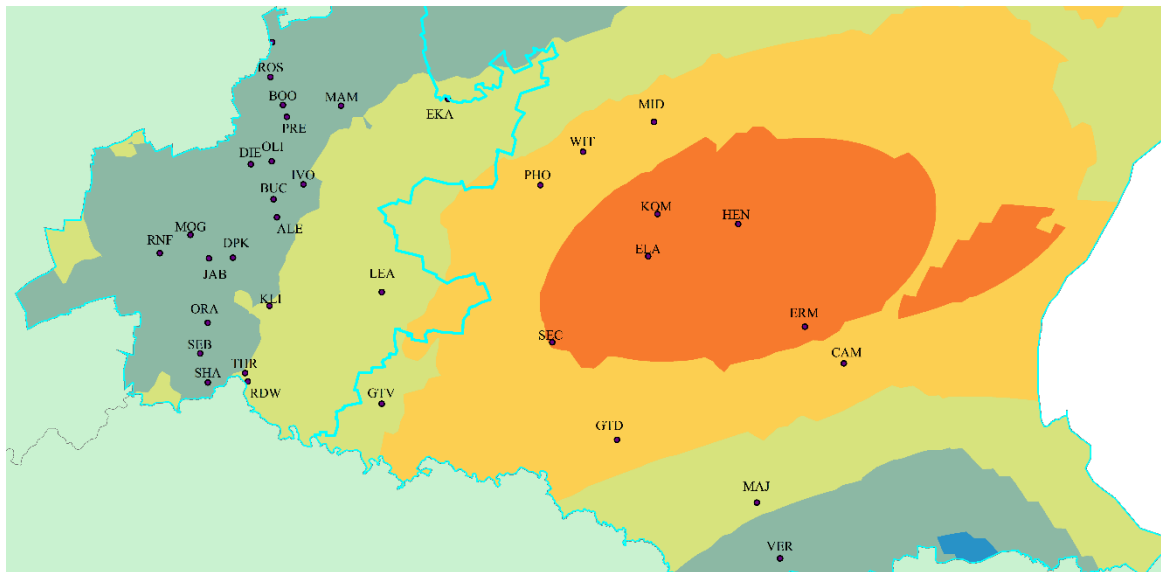 ROS
BOO
MAM
MID
EKA
PRE
WIT
OLI
DIE
IVO
PHO
BUC
KOM
HEN
ALE
MOG
RNF
DPK
ELA
JAB
LEA
KLI
ORA
ERM
SEC
SEB
CAM
THR
SHA
RDW
GTV
GTD
MAJ
VER